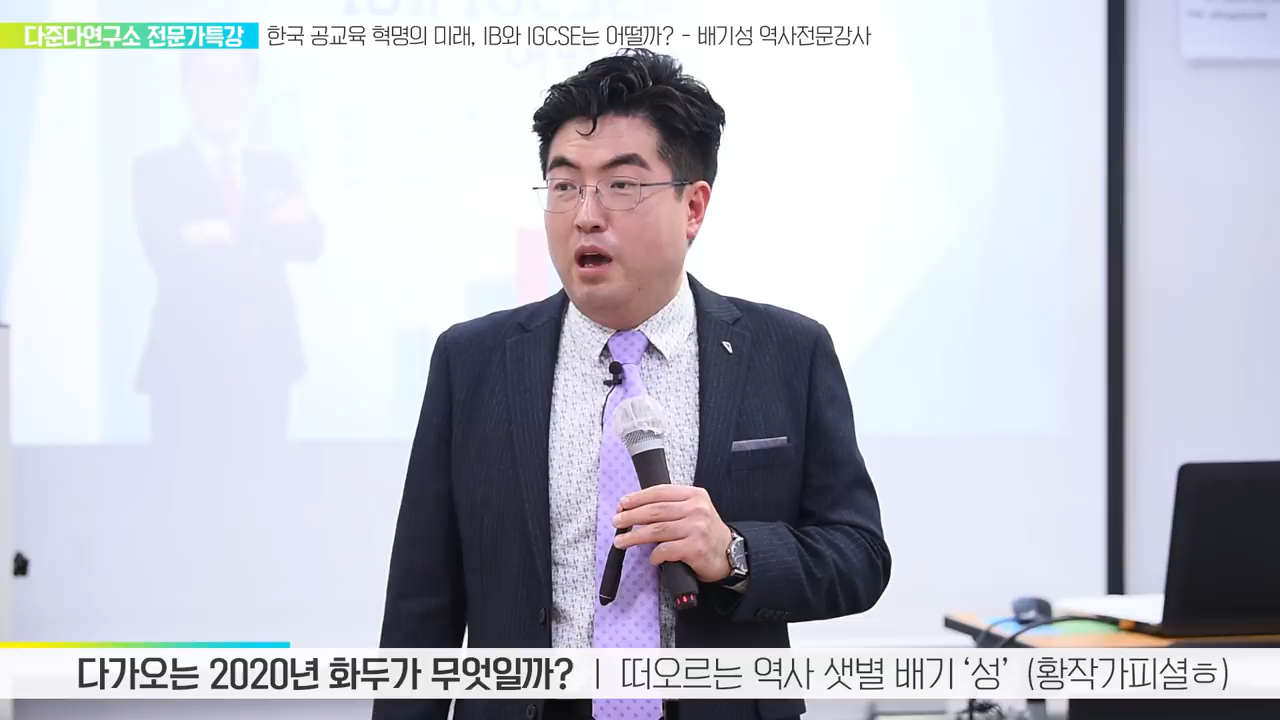 다준다연구소 전문가특강 한국 공교육 혁명의 미래, IB와 IGCSE는 어떨까? - 배기성 역사전문강사
다가오는 2020년 화두가 무엇일까? | 떠오르는 역사 샛별 배기 ‘성’ (황작가피셜ㅎ)